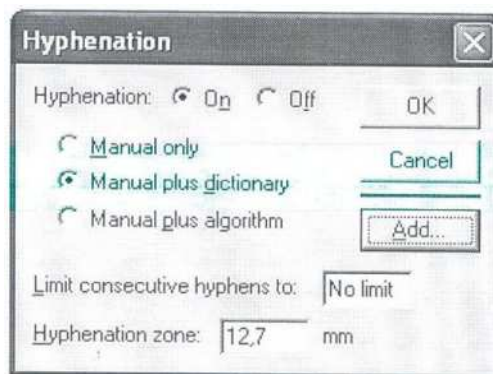 Hyphenation
Hyphenation: On Off
OK
Manual only
Cancel
Manual plus dictionary
Manual plus algorithm
Add...
Limit consecutive hyphens to: No limit
Hyphenation zone: 12,7 mm